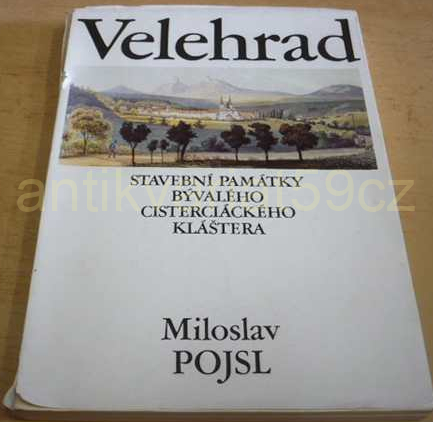 Velehrad
STAVEBNÍ PAMÁTKY
BÝVALÉHO
CISTERCIÁCKÉHO
KLÁŠTERA
Miloslav
POJSL